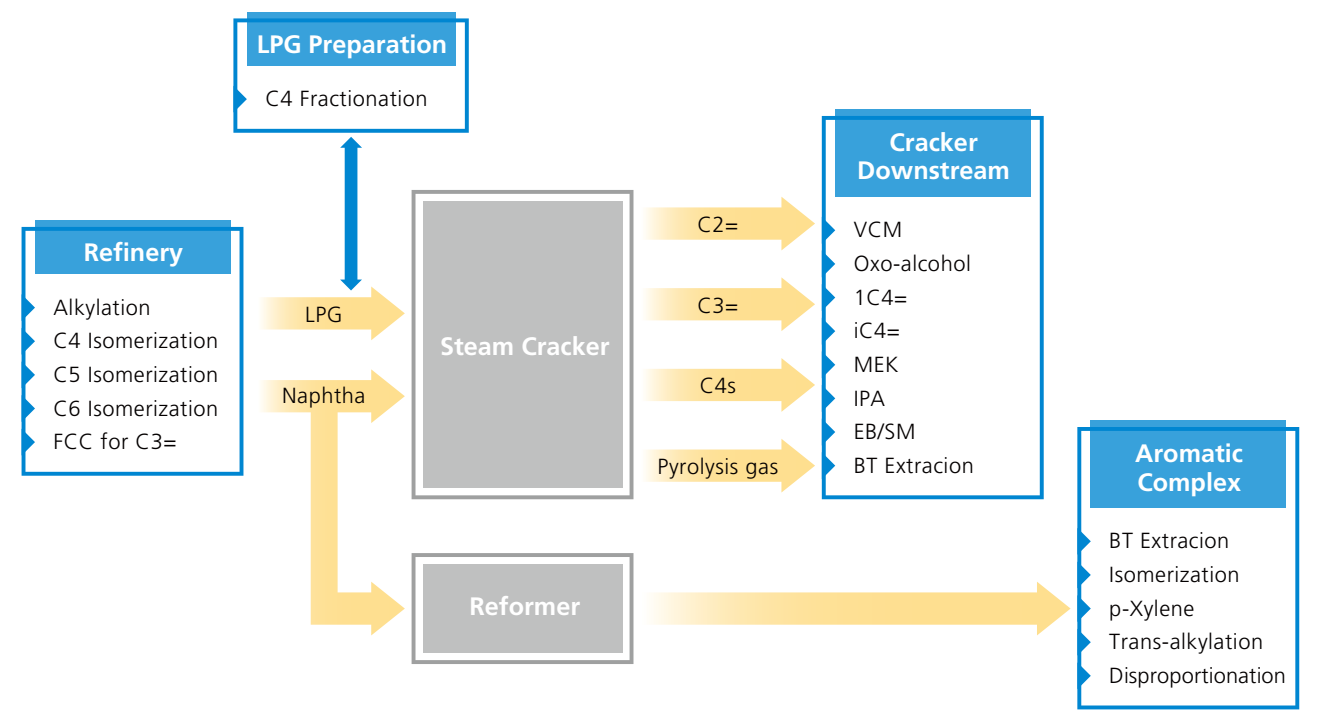 LPG Preparation
C4 Fractionation
Refinery
Alkylation
C4 Isomerization
C5 Isomerization
C6 Isomerization
FCC for C3=
LPG
Naphtha
Steam Cracker
Reformer
C2=
C3=
C4s
Pyrolysis gas
Cracker
Downstream
VCM
Oxo-alcohol
1C4=
iC4=
MEK
IPA
EB/SM
BT Extracion
Aromatic
Complex
BT Extracion
Isomerization
p-Xylene
Trans-alkylation
Disproportionation